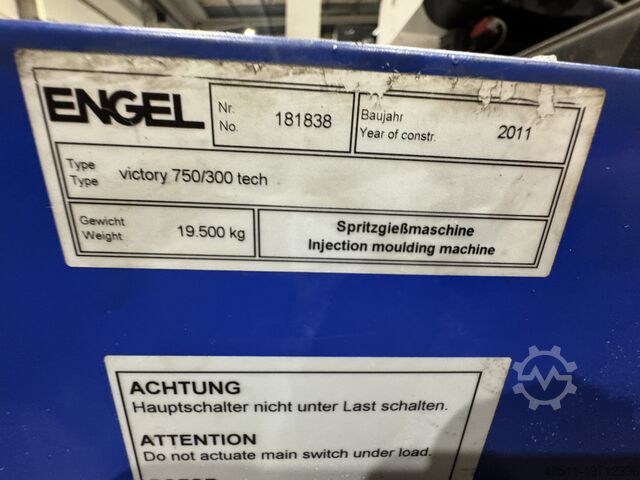 ENGEL
Nr.
No.
181838
Baujahr
Year of constr.
2011
Type
Type
victory 750/300 tech
Gewicht
Weight
19.500 kg
Spritzgießmaschine
Injection moulding machine
ACHTUNG
Hauptschalter nicht unter Last schalten.
ATTENTION
Do not actuate main switch under load.